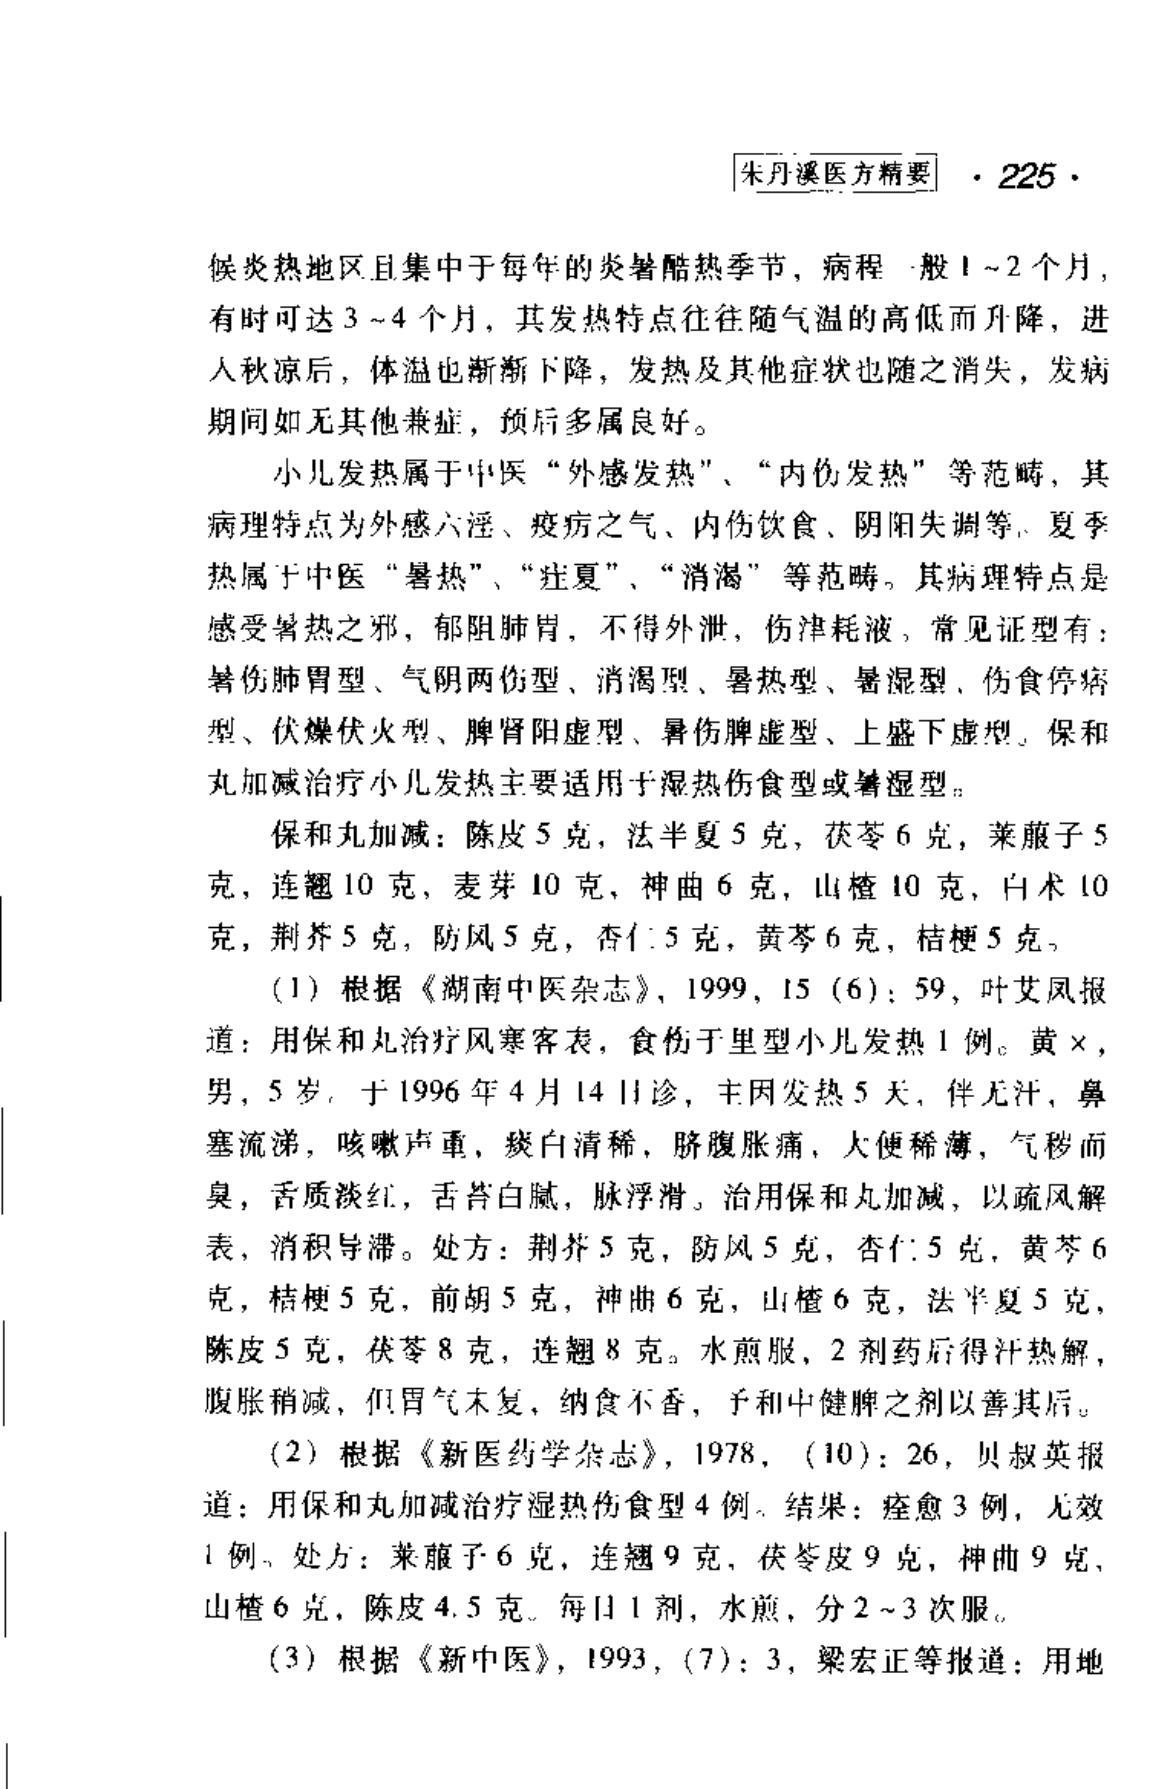 朱丹溪医方精要 · 225 ·
候炎热地区且集中于每年的炎暑酷热季节，病程一般 1～2 个月，
有时可达 3～4 个月，其发热特点往往随气温的高低而升降，进
入秋凉后，体温也渐渐下降，发热及其他症状也随之消失，发病
期间如无其他兼症，预后多属良好。
小儿发热属于中医“外感发热”、“内伤发热”等范畴，其
病理特点为外感六淫、疫疠之气、内伤饮食、阴阳失调等。夏季
热属于中医“暑热”、“疰夏”、“消渴”等范畴。其病理特点是
感受暑热之邪，郁阻肺胃，不得外泄，伤津耗液。常见证型有：
暑伤肺胃型、气阴两伤型、消渴型、暑热型、暑湿型、伤食停痞
型、伏燥伏火型、脾肾阳虚型、暑伤脾虚型、上盛下虚型。保和
丸加减治疗小儿发热主要适用于湿热伤食型或暑湿型。
保和丸加减：陈皮 5 克，法半夏 5 克，茯苓 6 克，莱菔子 5
克，连翘 10 克，麦芽 10 克，神曲 6 克，山楂 10 克，白术 10
克，荆芥 5 克，防风 5 克，杏仁 5 克，黄芩 6 克，桔梗 5 克。
（1）根据《湖南中医杂志》，1999，15（6）：59，叶艾凤报
道：用保和丸治疗风寒客表，食伤于里型小儿发热 1 例。黄×，
男，5 岁。于 1996 年 4 月 14 日诊，主因发热 5 天，伴无汗，鼻
塞流涕，咳嗽声重，痰白清稀，脐腹胀痛，大便稀薄，气秽而
臭，舌质淡红，舌苔白腻，脉浮滑。治用保和丸加减，以疏风解
表，消积导滞。处方：荆芥 5 克，防风 5 克，杏仁 5 克，黄芩 6
克，桔梗 5 克，前胡 5 克，神曲 6 克，山楂 6 克，法半夏 5 克，
陈皮 5 克，茯苓 8 克，连翘 8 克。水煎服，2 剂药后得汗热解，
腹胀稍减，但胃气未复，纳食不香，予和中健脾之剂以善其后。
（2）根据《新医药学杂志》，1978，（10）：26，贝叔英报
道：用保和丸加减治疗湿热伤食型 4 例。结果：痊愈 3 例，无效
1 例。处方：莱菔子 6 克，连翘 9 克，茯苓皮 9 克，神曲 9 克，
山楂 6 克，陈皮 4.5 克。每日 1 剂，水煎，分 2～3 次服。
（3）根据《新中医》，1993，（7）：3，梁宏正等报道：用地